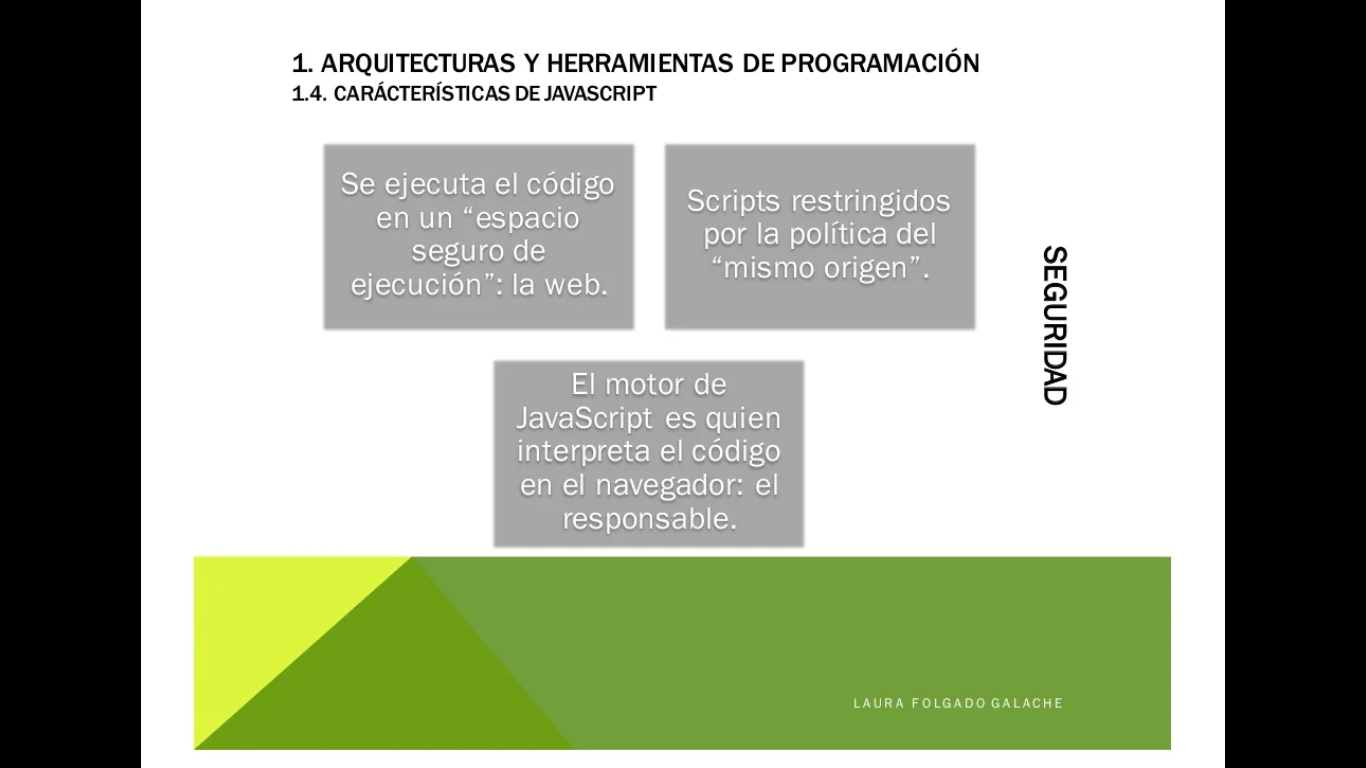 1. ARQUITECTURAS Y HERRAMIENTAS DE PROGRAMACIÓN
1.4. CARÁCTERÍSTICAS DE JAVASCRIPT
Se ejecuta el código
en un “espacio
seguro de
ejecución”: la web.
Scripts restringidos
por la política del
“mismo origen”.
El motor de
JavaScript es quien
interpreta el código
en el navegador: el
responsable.
SEGURIDAD
LAURA FOLGADO GALACHE